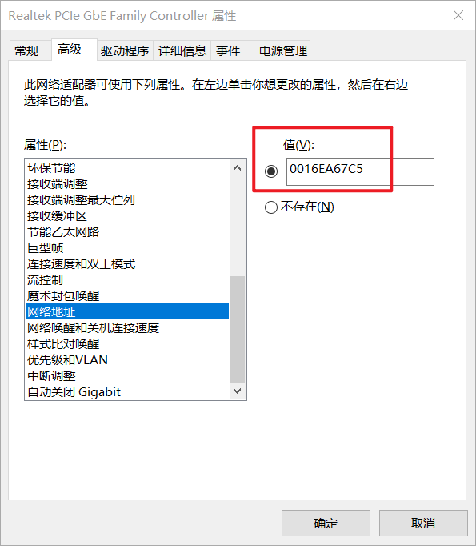 Realtek PCIe GbE Family Controller 属性
常规 高级 驱动程序 详细信息 事件 电源管理
此网络适配器可使用下列属性。在左边单击你想更改的属性，然后在右边
选择它的值。
属性(P):
值(V):
环保节能
接收端调整
接收端调整最大伫列
接收缓冲区
节能乙太网路
巨型帧
连接速度和双工模式
流控制
魔术封包唤醒
网络地址
网络唤醒和关机连接速度
样式比对唤醒
优先级和VLAN
中断调整
自动关闭 Gigabit
0016EA67C5
不存在(N)
确定
取消